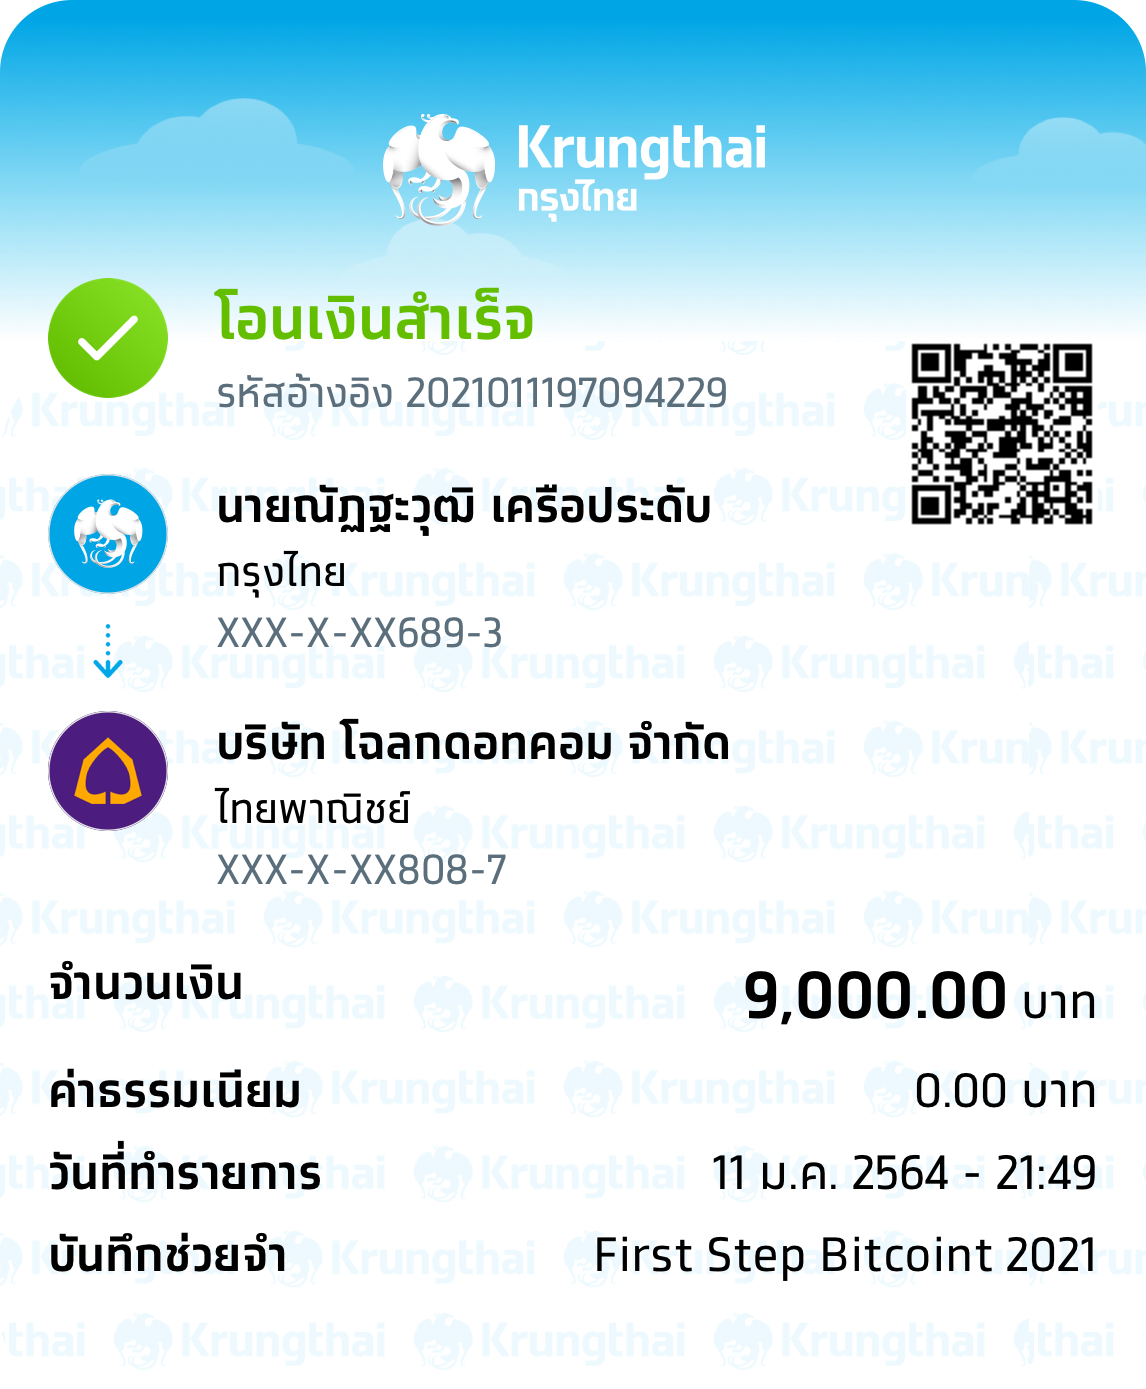 Krungthai
กรุงไทย
โอนเงินสำเร็จ
รหัสอ้างอิง 2021011197094229
นายณัฏฐะวุฒิ เครือประดับ
กรุงไทย
XXX-X-XX689-3
บริษัท โฉลกดอทคอม จำกัด
ไทยพาณิชย์
XXX-X-XX808-7
จำนวนเงิน 9,000.00 บาท
ค่าธรรมเนียม 0.00 บาท
วันที่ทำรายการ 11 ม.ค. 2564 - 21:49
บันทึกช่วยจำ First Step Bitcoint 2021